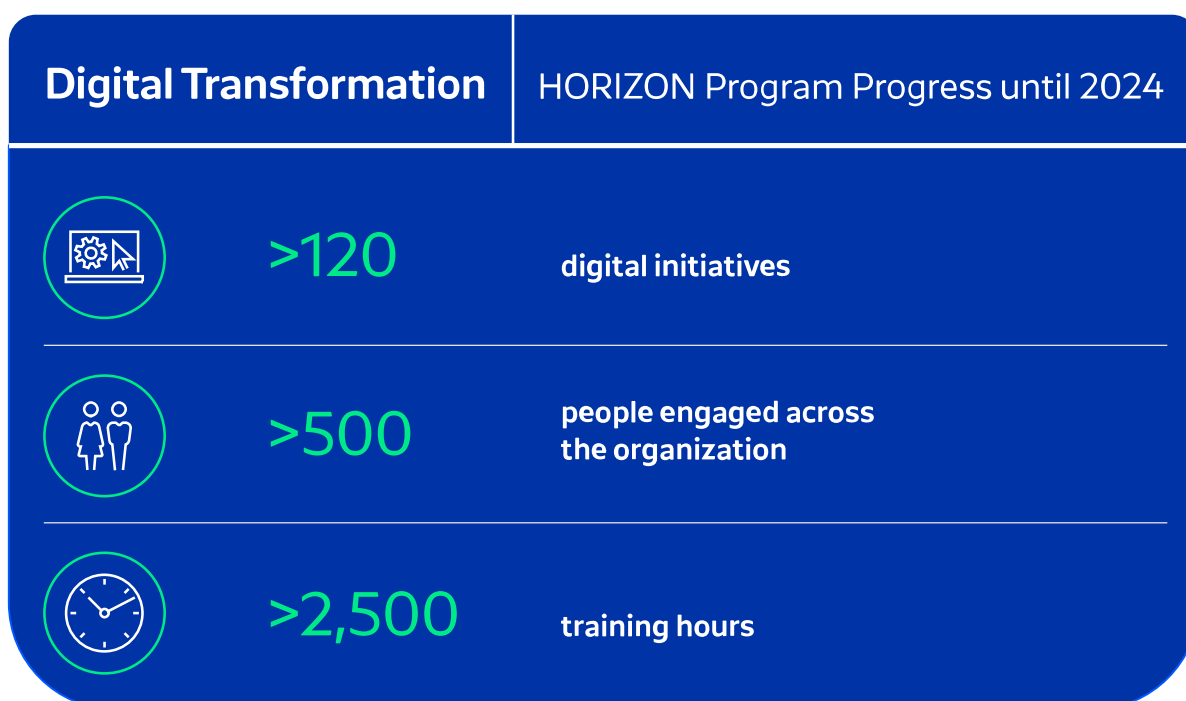 Digital Transformation
HORIZON Program Progress until 2024
>120
digital initiatives
>500
people engaged across
the organization
>2,500
training hours